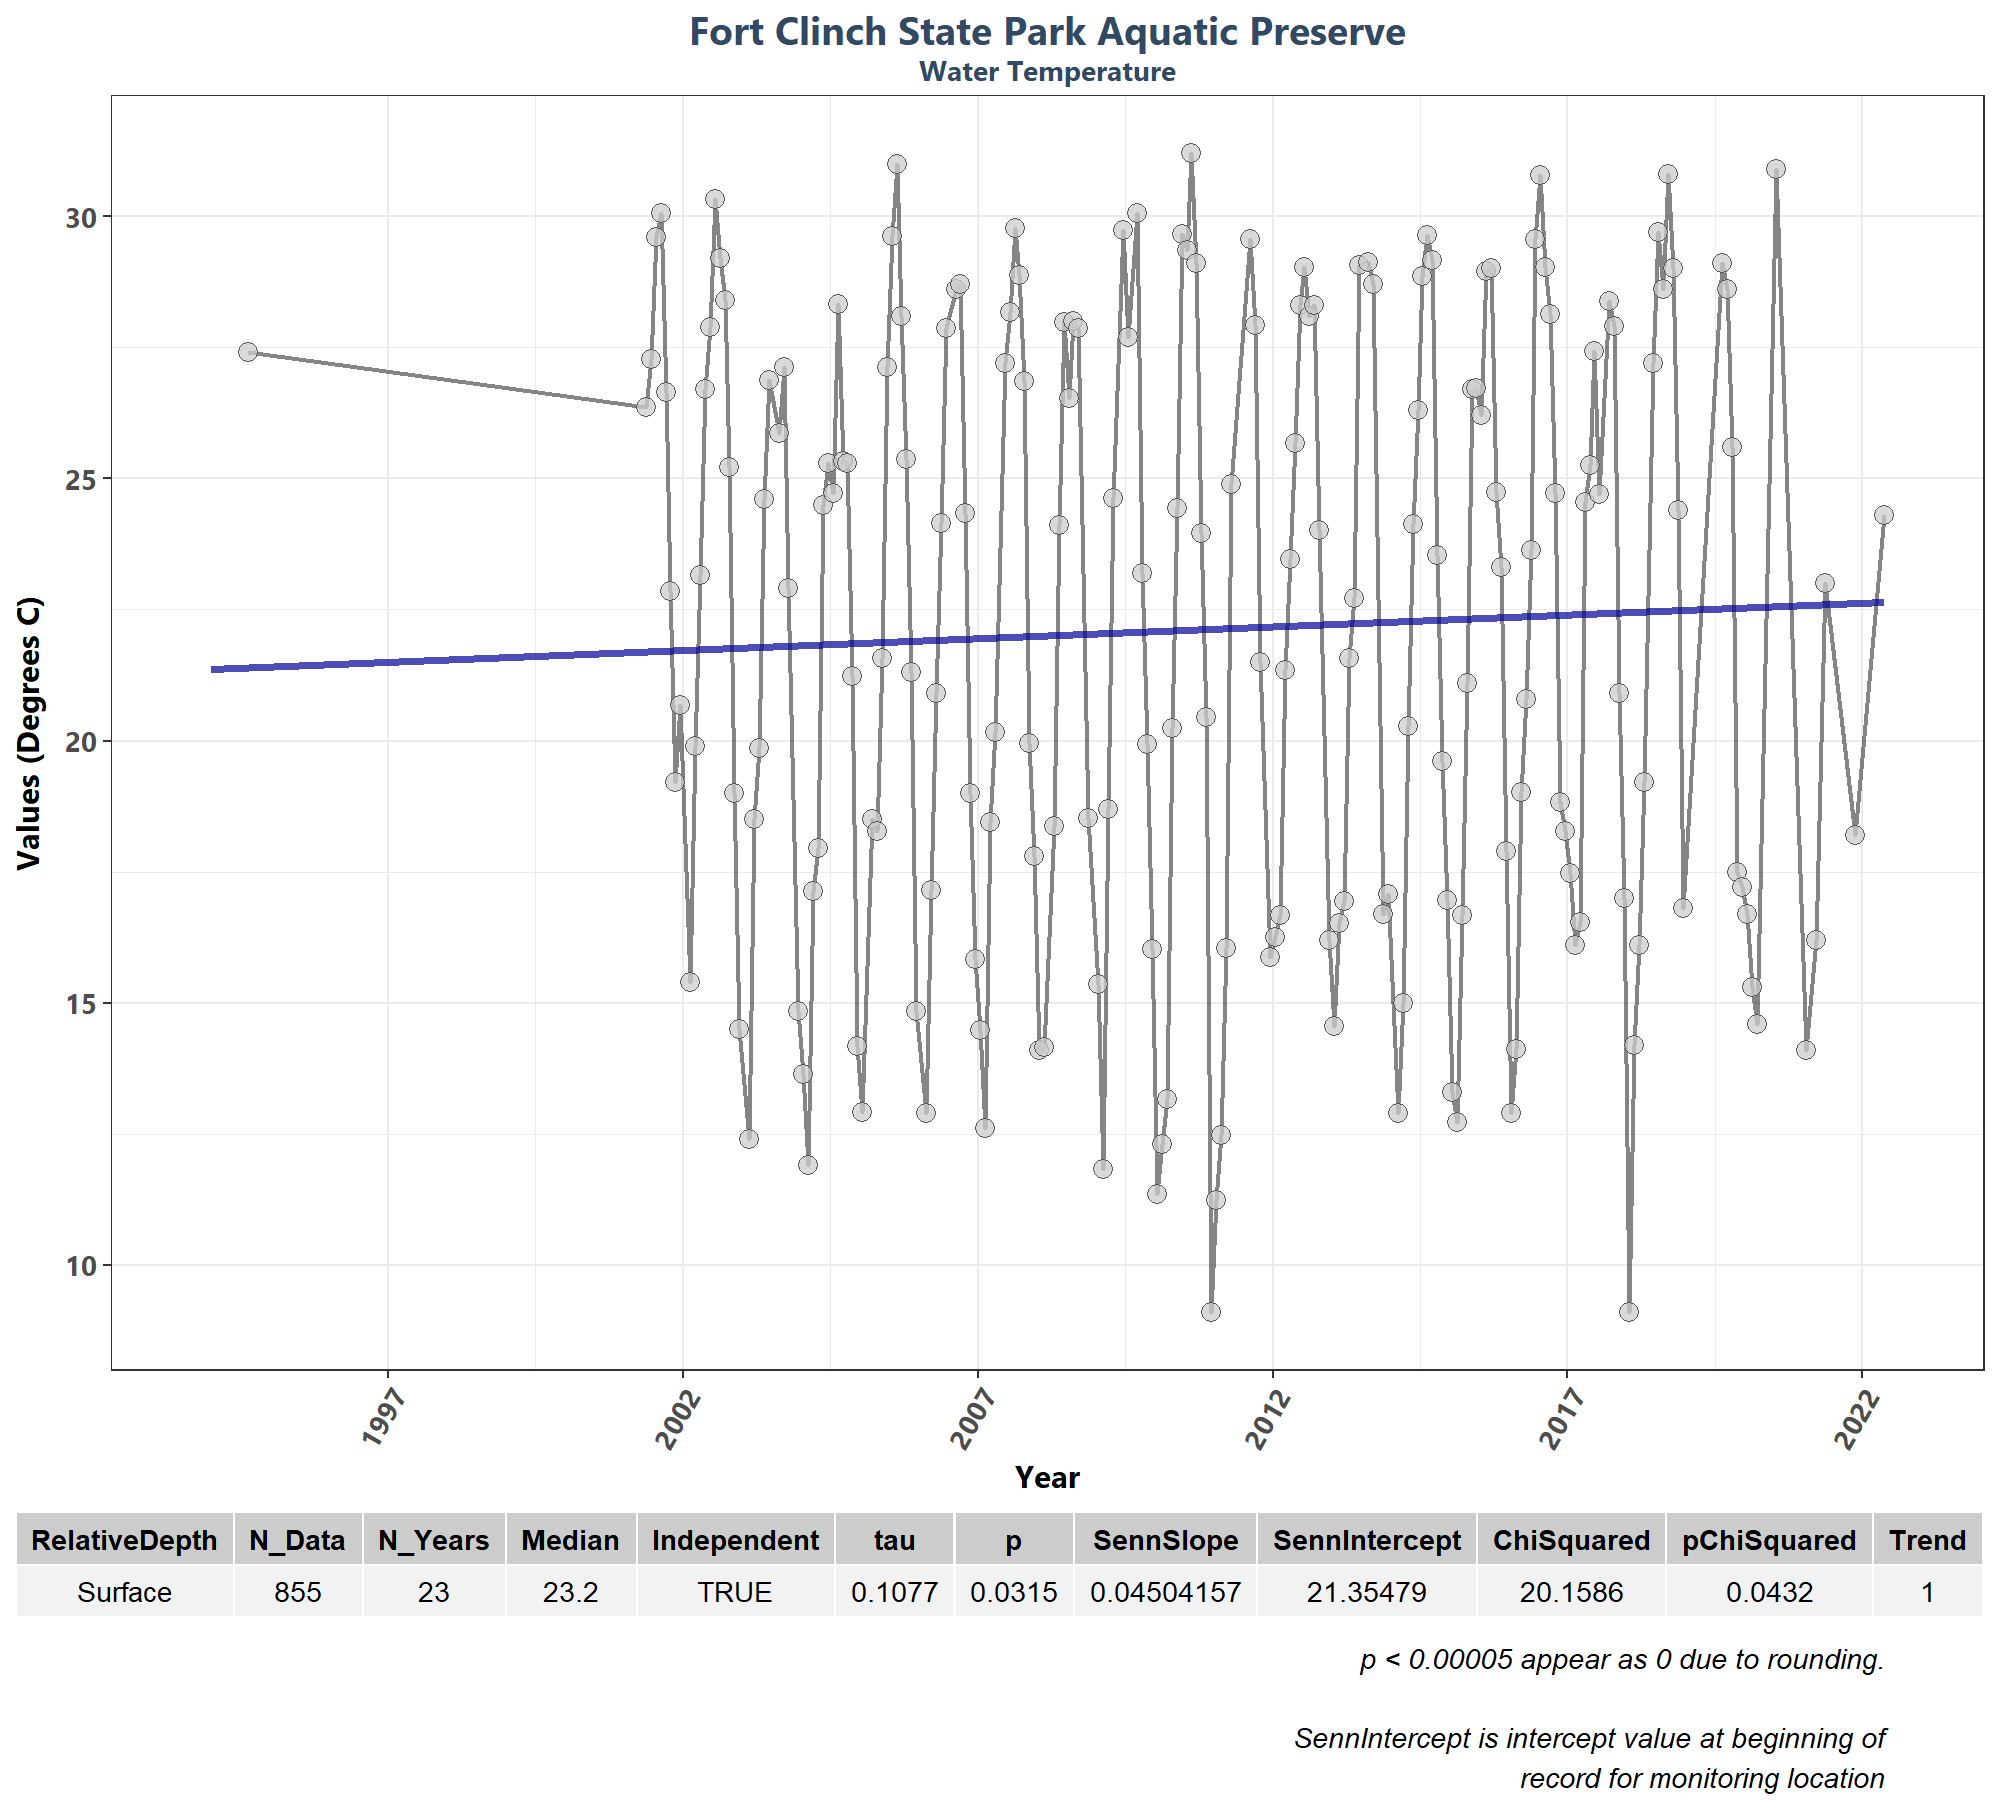 Fort Clinch State Park Aquatic Preserve
Water Temperature
Values (Degrees C)
30
25
20
15
10
1997
2002
2007
2012
2017
2022
Year
RelativeDepth N_Data N_Years Median Independent tau p SennSlope SennIntercept ChiSquared pChiSquared Trend
Surface 855 23 23.2 TRUE 0.1077 0.0315 0.04504157 21.35479 20.1586 0.0432 1
p < 0.00005 appear as 0 due to rounding.
SennIntercept is intercept value at beginning of
record for monitoring location